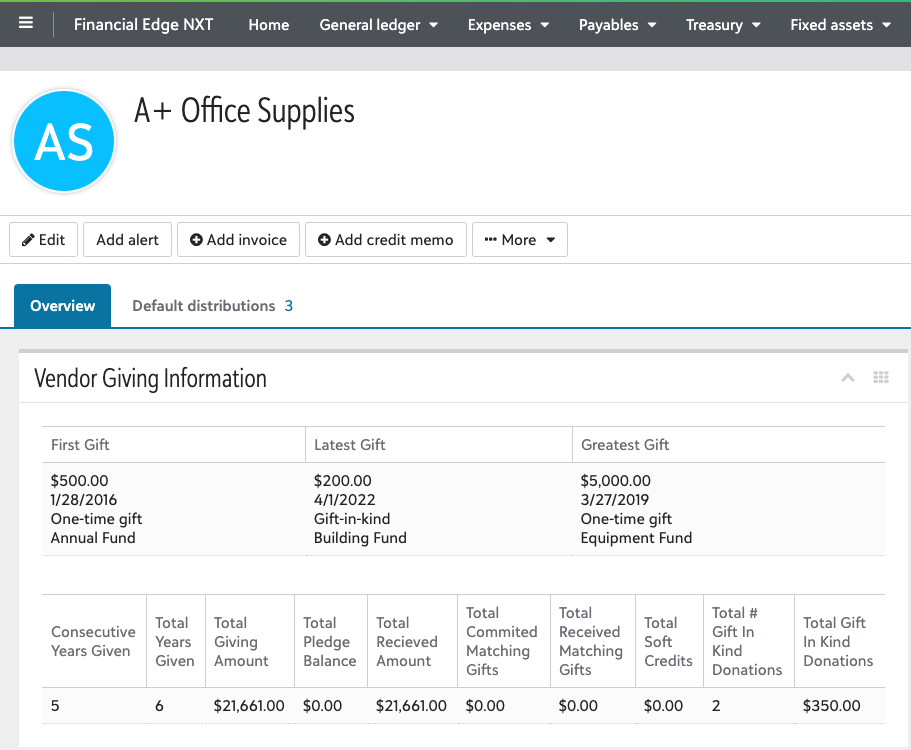 Financial Edge NXT Home General ledger Expenses Payables Treasury Fixed assets
AS
A+ Office Supplies
Edit Add alert Add invoice Add credit memo More
Overview Default distributions 3
Vendor Giving Information
First Gift Latest Gift Greatest Gift
$500.00 $200.00 $5,000.00
1/28/2016 4/1/2022 3/27/2019
One-time gift Gift-in-kind One-time gift
Annual Fund Building Fund Equipment Fund
Consecutive Years Given
Total Years Given
Total Giving Amount
Total Pledge Balance
Total Recieved Amount
Total Commited Matching Gifts
Total Received Matching Gifts
Total Soft Credits
Total # Gift In Kind Donations
Total Gift In Kind Donations
5 6 $21,661.00 $0.00 $21,661.00 $0.00 $0.00 $0.00 2 $350.00